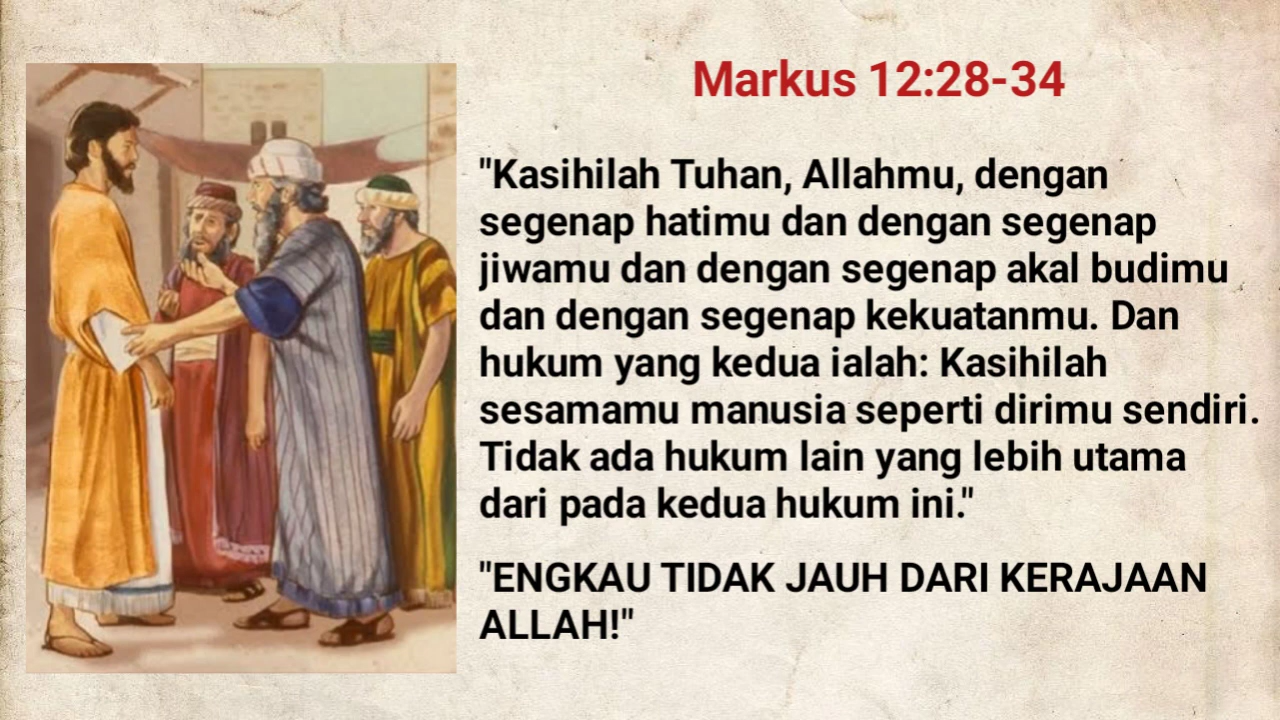 Markus 12:28-34
"Kasihilah Tuhan, Allahmu, dengan
segenap hatimu dan dengan segenap
jiwamu dan dengan segenap akal budimu
dan dengan segenap kekuatanmu. Dan
hukum yang kedua ialah: Kasihilah
sesamamu manusia seperti dirimu sendiri.
Tidak ada hukum lain yang lebih utama
dari pada kedua hukum ini."
"ENGKAU TIDAK JAUH DARI KERAJAAN
ALLAH!"